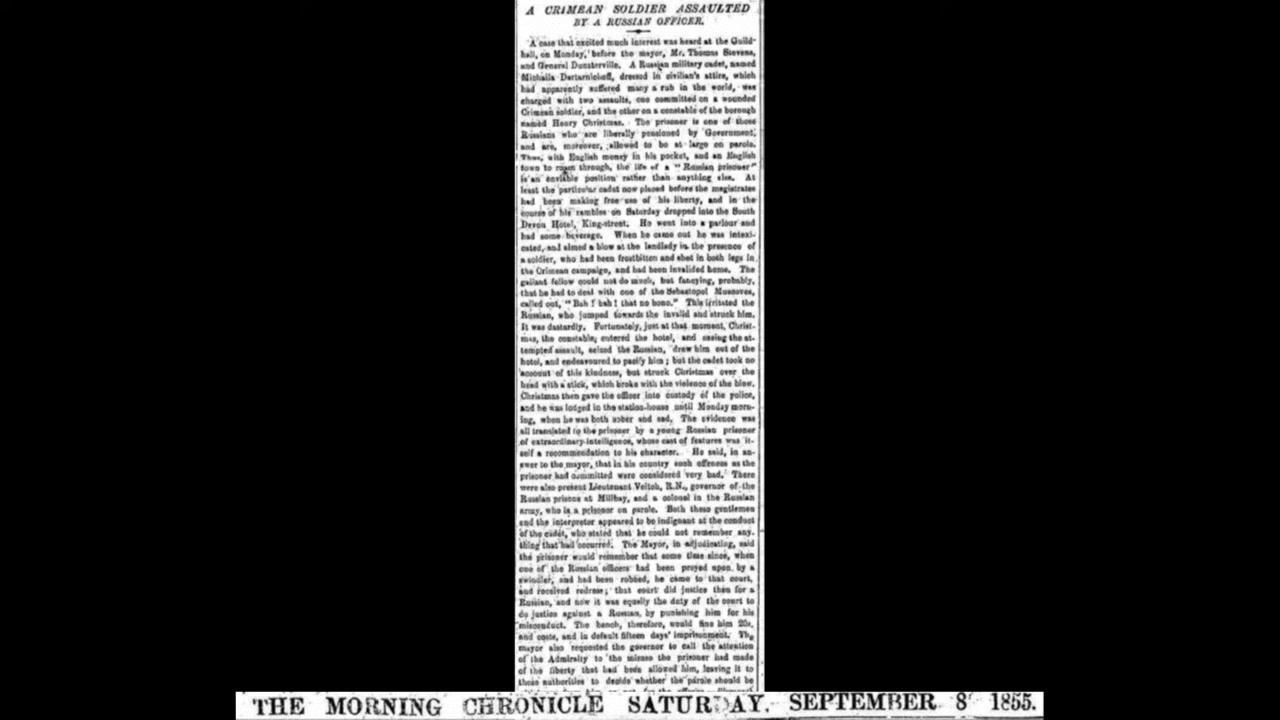 A CRIMEAN SOLDIER ASSAULTED
BY A RUSSIAN OFFICER.
A case that excited much interest was heard at the Guild-
hall, on Monday, before the mayor, Mr. Thomas Stevens,
and General Dunsterville. A Russian military cadet, named
Michaila Dartarnichoff, dressed in civilian's attire, which
had apparently suffered many a rub in the world, was
charged with two assaults, one committed on a wounded
Crimean soldier, and the other on a constable of the borough
named Henry Christmas. The prisoner is one of those
Russians who are liberally pensioned by Government,
and are, moreover, allowed to be at large on parole.
Thus, with English money in his pocket, and an English
town to roam through, the life of a "Russian prisoner"
is an enviable position rather than anything else. At
least the particular cadet now placed before the magistrates
had been making free use of his liberty, and in the
course of his rambles on Saturday dropped into the South
Devon Hotel, King-street. He went into a parlour and
had some beverage. When he came out he was intoxi-
cated, and aimed a blow at the landlady in the presence of
a soldier, who had been frostbitten and shot in both legs in
the Crimean campaign, and had been invalided home. The
gallant fellow could not do much, but fancying, probably,
that he had to deal with one of the Sebastopol Muscoves,
called out, "Bah! bah! that no bono." This irritated the
Russian, who jumped towards the invalid and struck him.
It was dastardly. Fortunately, just at that moment, Christ-
mas, the constable, entered the hotel, and seeing the at-
tempted assault, seized the Russian, drew him out of the
hotel, and endeavoured to pacify him; but the cadet took no
account of this kindness, but struck Christmas over the
head with a stick, which broke with the violence of the blow.
Christmas then gave the officer into custody of the police,
and he was lodged in the station-house until Monday morn-
ing, when he was both sober and sad. The evidence was
all translated to the prisoner by a young Russian prisoner
of extraordinary intelligence, whose cast of features was it-
self a recommendation to his character. He said, in an-
swer to the mayor, that in his country such offences as the
prisoner had committed were considered very bad. There
were also present Lieutenant Veitch, R.N., governor of the
Russian prisons at Millbay, and a colonel in the Russian
army, who is a prisoner on parole. Both these gentlemen
and the interpreter appeared to be indignant at the conduct
of the cadet, who stated that he could not remember any-
thing that had occurred. The Mayor, in adjudicating, said
the prisoner would remember that some time since, when
one of the Russian officers had been preyed upon by a
swindler, and had been robbed, he came to that court,
and received redress; that court did justice then for a
Russian, and now it was equally the duty of the court to
do justice against a Russian, by punishing him for his
misconduct. The bench, therefore, would fine him 20s.
and costs, and in default fifteen days' imprisonment. The
mayor also requested the governor to call the attention
of the Admiralty to the misuse the prisoner had made
of the liberty that had been allowed him, leaving it to
those authorities to decide whether the parole should be
THE MORNING CHRONICLE SATURDAY, SEPTEMBER 8 1855.